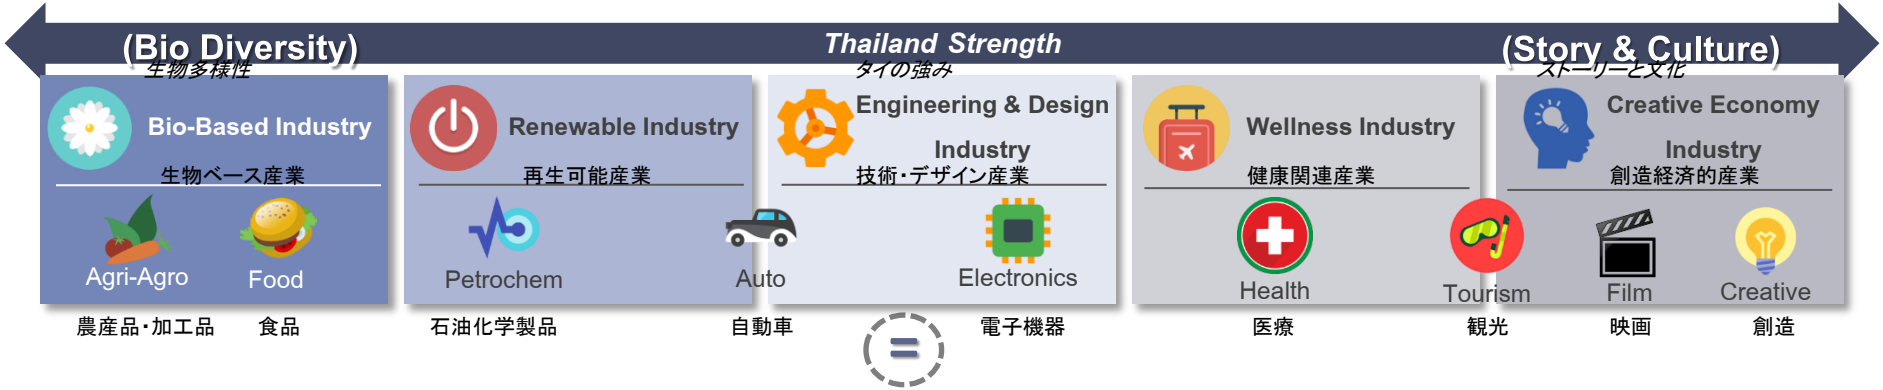 (Bio Diversity)
生物多様性
Thailand Strength
タイの強み
(Story & Culture)
ストーリーと文化
Bio-Based Industry
生物ベース産業
Agri-Agro
農産品・加工品
Food
食品
Renewable Industry
再生可能産業
Petrochem
石油化学製品
Auto
自動車
Engineering & Design
Industry
技術・デザイン産業
Electronics
電子機器
Wellness Industry
健康関連産業
Health
医療
Tourism
観光
Creative Economy
Industry
創造経済的産業
Film
映画
Creative
創造
=